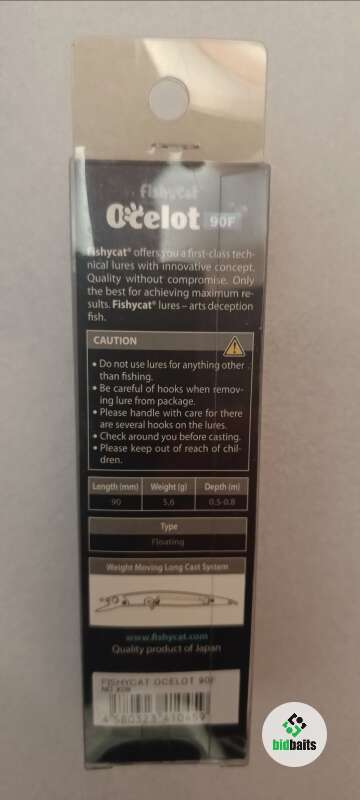 FishyCat
Ocelot 90F
Fishycat® offers you a first-class tech-
nical lures with innovative concept.
Quality without compromise. Only
the best for achieving maximum re-
sults. Fishycat® lures – arts deception
fish.
CAUTION
• Do not use lures for anything other
than fishing.
• Be careful of hooks when remov-
ing lure from package.
• Please handle with care for there
are several hooks on the lures.
• Check around you before casting.
• Please keep out of reach of chil-
dren.
Length (mm) Weight (g) Depth (m)
90 5,6 0.5-0.8
Type
Floating
Weight Moving Long Cast System
www.fishycat.com
Quality product of Japan
FISHYCAT OCELOT 90F
4 580323 410459
bidbaits